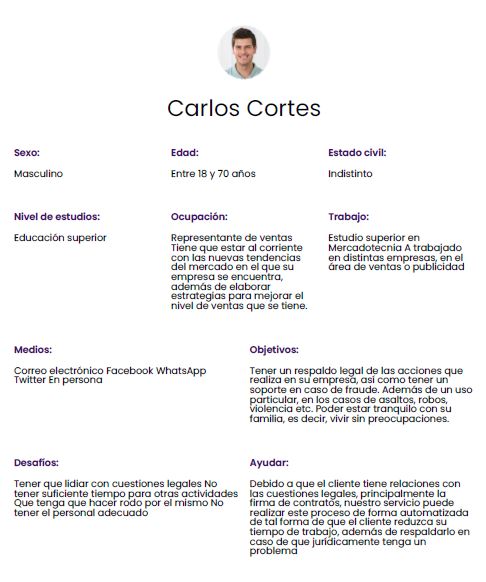 Carlos Cortes
Sexo:
Masculino
Edad:
Entre 18 y 70 años
Estado civil:
Indistinto
Nivel de estudios:
Educación superior
Ocupación:
Representante de ventas
Tiene que estar al corriente
con las nuevas tendencias
del mercado en el que su
empresa se encuentra,
además de elaborar
estrategias para mejorar el
nivel de ventas que se tiene.
Trabajo:
Estudio superior en
Mercadotecnia A trabajado
en distintas empresas, en el
área de ventas o publicidad
Medios:
Correo electrónico Facebook WhatsApp
Twitter En persona
Objetivos:
Tener un respaldo legal de las acciones que
realiza en su empresa, así como tener un
soporte en caso de fraude. Además de un uso
particular, en los casos de asaltos, robos,
violencia etc. Poder estar tranquilo con su
familia, es decir, vivir sin preocupaciones.
Desafíos:
Tener que lidiar con cuestiones legales No
tener suficiente tiempo para otras actividades
Que tenga que hacer rodo por el mismo No
tener el personal adecuado
Ayudar:
Debido a que el cliente tiene relaciones con
las cuestiones legales, principalmente la
firma de contratos, nuestro servicio puede
realizar este proceso de forma automatizada
de tal forma de que el cliente reduzca su
tiempo de trabajo, además de respaldarlo en
caso de que jurídicamente tenga un
problema